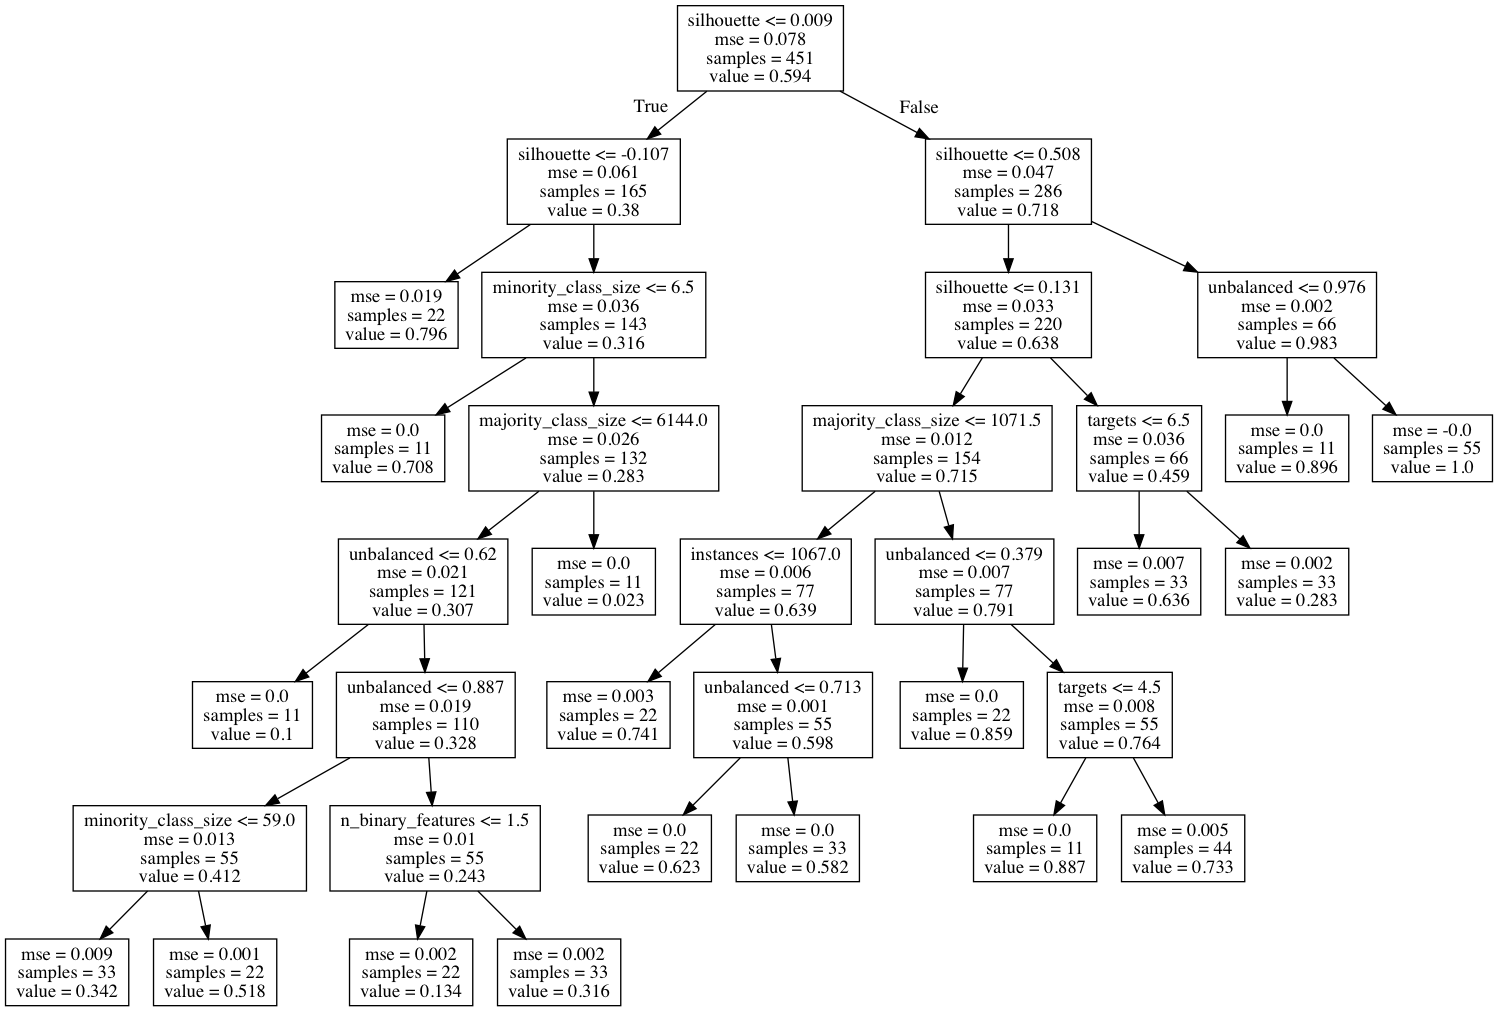 silhouette <= 0.009
mse = 0.078
samples = 451
value = 0.594
True
False
silhouette <= -0.107
mse = 0.061
samples = 165
value = 0.38
silhouette <= 0.508
mse = 0.047
samples = 286
value = 0.718
mse = 0.019
samples = 22
value = 0.796
minority_class_size <= 6.5
mse = 0.036
samples = 143
value = 0.316
silhouette <= 0.131
mse = 0.033
samples = 220
value = 0.638
unbalanced <= 0.976
mse = 0.002
samples = 66
value = 0.983
mse = 0.0
samples = 11
value = 0.708
majority_class_size <= 6144.0
mse = 0.026
samples = 132
value = 0.283
majority_class_size <= 1071.5
mse = 0.012
samples = 154
value = 0.715
targets <= 6.5
mse = 0.036
samples = 66
value = 0.459
mse = 0.0
samples = 11
value = 0.896
mse = -0.0
samples = 55
value = 1.0
unbalanced <= 0.62
mse = 0.021
samples = 121
value = 0.307
mse = 0.0
samples = 11
value = 0.023
instances <= 1067.0
mse = 0.006
samples = 77
value = 0.639
unbalanced <= 0.379
mse = 0.007
samples = 77
value = 0.791
mse = 0.007
samples = 33
value = 0.636
mse = 0.002
samples = 33
value = 0.283
mse = 0.0
samples = 11
value = 0.1
unbalanced <= 0.887
mse = 0.019
samples = 110
value = 0.328
mse = 0.003
samples = 22
value = 0.741
unbalanced <= 0.713
mse = 0.001
samples = 55
value = 0.598
mse = 0.0
samples = 22
value = 0.859
targets <= 4.5
mse = 0.008
samples = 55
value = 0.764
minority_class_size <= 59.0
mse = 0.013
samples = 55
value = 0.412
n_binary_features <= 1.5
mse = 0.01
samples = 55
value = 0.243
mse = 0.0
samples = 22
value = 0.623
mse = 0.0
samples = 33
value = 0.582
mse = 0.0
samples = 11
value = 0.887
mse = 0.005
samples = 44
value = 0.733
mse = 0.009
samples = 33
value = 0.342
mse = 0.001
samples = 22
value = 0.518
mse = 0.002
samples = 22
value = 0.134
mse = 0.002
samples = 33
value = 0.316